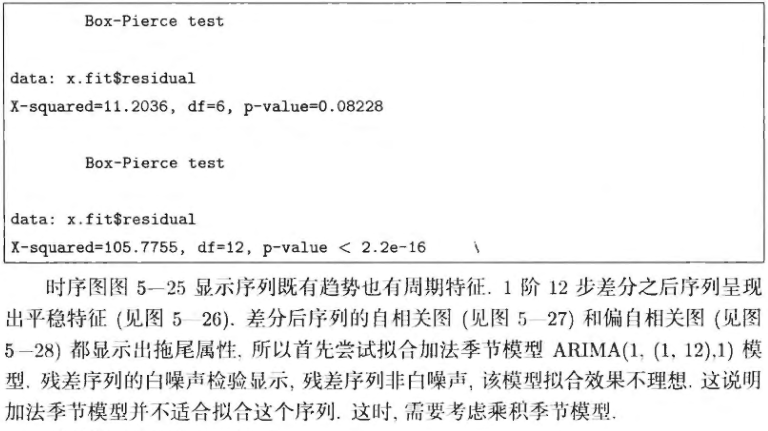 Box-Pierce test
data: x.fit$residual
X-squared=11.2036, df=6, p-value=0.08228
Box-Pierce test
data: x.fit$residual
X-squared=105.7755, df=12, p-value < 2.2e-16 \
时序图图 5—25 显示序列既有趋势也有周期特征. 1 阶 12 步差分之后序列呈现
出平稳特征 (见图 5—26). 差分后序列的自相关图 (见图 5—27) 和偏自相关图 (见图
5—28) 都显示出拖尾属性, 所以首先尝试拟合加法季节模型 ARIMA(1, (1, 12),1) 模
型. 残差序列的白噪声检验显示, 残差序列非白噪声, 该模型拟合效果不理想. 这说明
加法季节模型并不适合拟合这个序列. 这时, 需要考虑乘积季节模型.